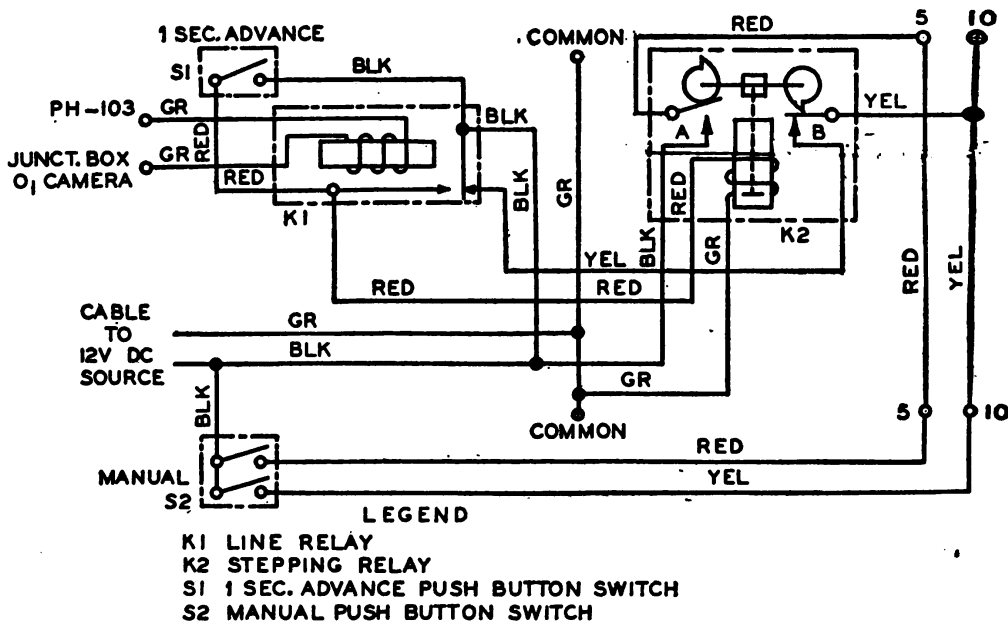 1 SEC. ADVANCE
S1
BLK
COMMON
RED
5
10
PH-103
GR
RED
BLK
YEL
JUNCT. BOX
O1 CAMERA
GR
RED
K1
BLK
GR
A
B
RED
BLK
GR
K2
YEL
RED
RED
RED
YEL
CABLE
TO
12V DC
SOURCE
GR
BLK
GR
BLK
COMMON
5
10
MANUAL
S2
RED
YEL
LEGEND
K1 LINE RELAY
K2 STEPPING RELAY
S1 1 SEC. ADVANCE PUSH BUTTON SWITCH
S2 MANUAL PUSH BUTTON SWITCH